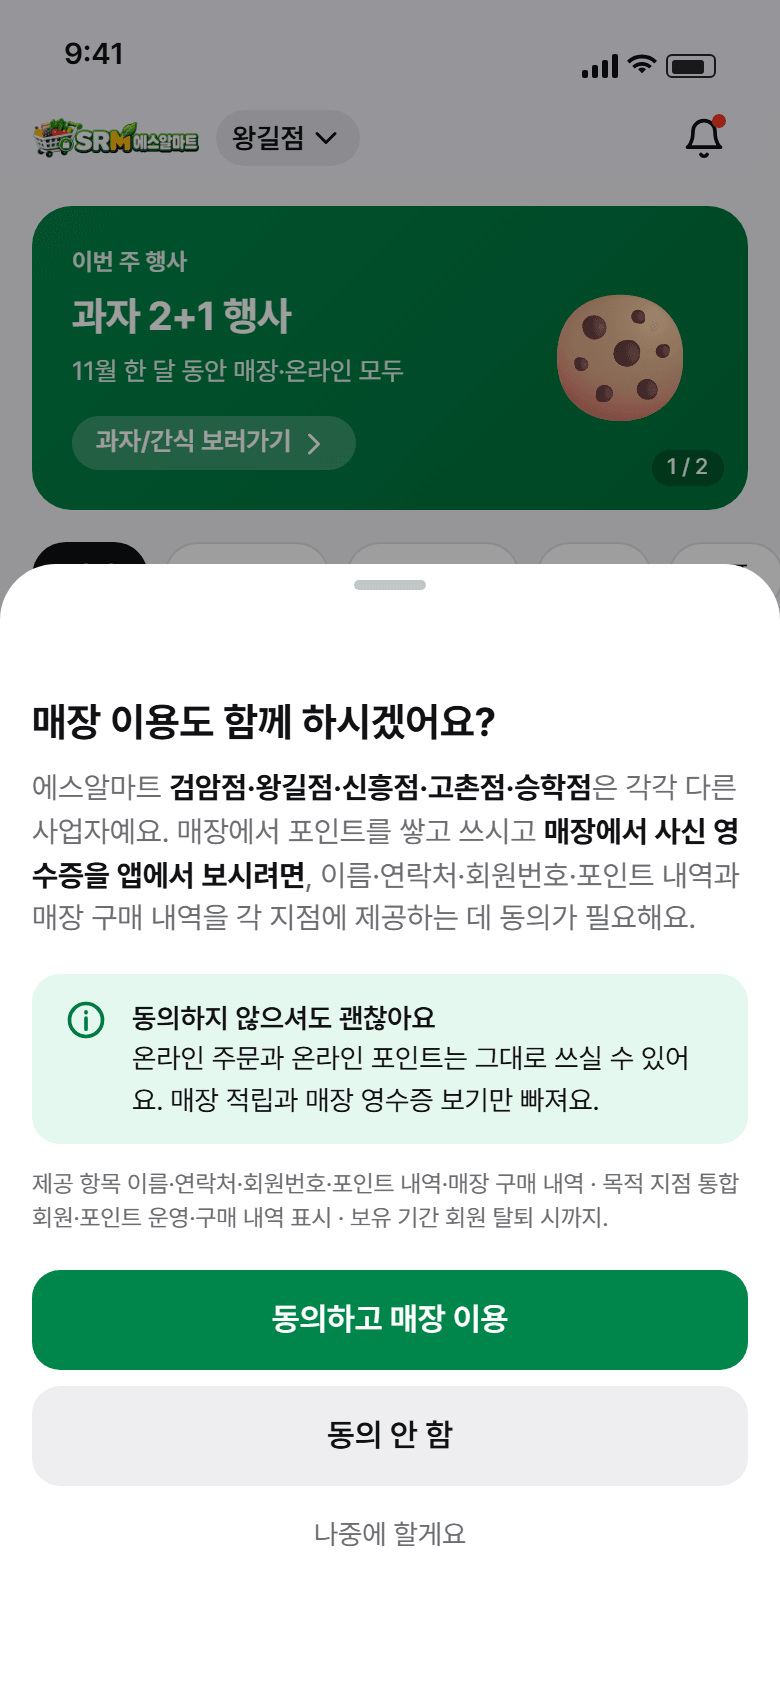 9:41
SRM 에스알마트
왕길점
이번 주 행사
과자 2+1 행사
11월 한 달 동안 매장·온라인 모두
과자/간식 보러가기
1 / 2
매장 이용도 함께 하시겠어요?
에스알마트 검암점·왕길점·신흥점·고촌점·승학점은 각각 다른
사업자예요. 매장에서 포인트를 쌓고 쓰시고 매장에서 사신 영
수증을 앱에서 보시려면, 이름·연락처·회원번호·포인트 내역과
매장 구매 내역을 각 지점에 제공하는 데 동의가 필요해요.
동의하지 않으셔도 괜찮아요
온라인 주문과 온라인 포인트는 그대로 쓰실 수 있어
요. 매장 적립과 매장 영수증 보기만 빠져요.
제공 항목 이름·연락처·회원번호·포인트 내역·매장 구매 내역 · 목적 지점 통합
회원·포인트 운영·구매 내역 표시 · 보유 기간 회원 탈퇴 시까지.
동의하고 매장 이용
동의 안 함
나중에 할게요